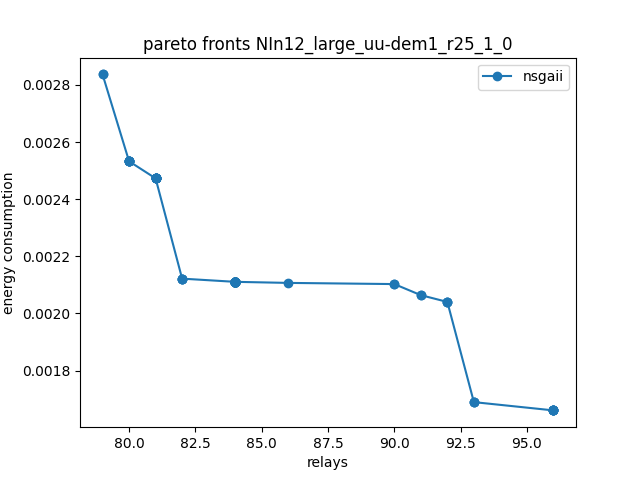 pareto fronts NIn12_large_uu-dem1_r25_1_0
nsgaii
energy consumption
0.0028
0.0026
0.0024
0.0022
0.0020
0.0018
80.0 82.5 85.0 87.5 90.0 92.5 95.0
relays